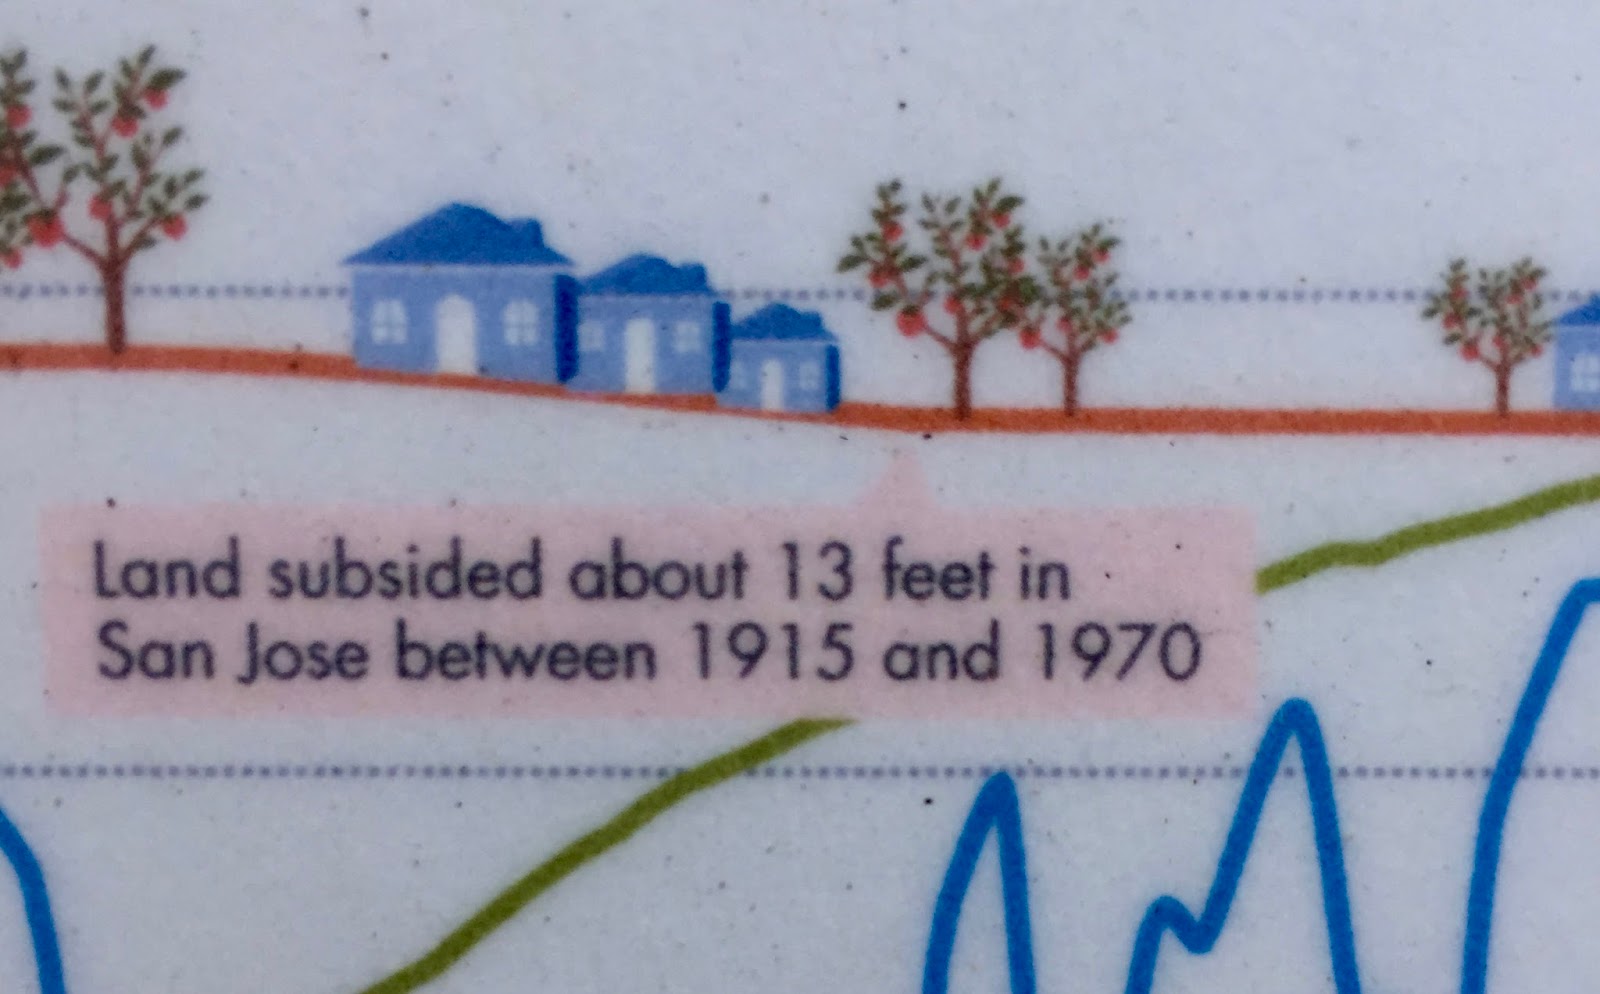 Land subsided about 13 feet in
San Jose between 1915 and 1970